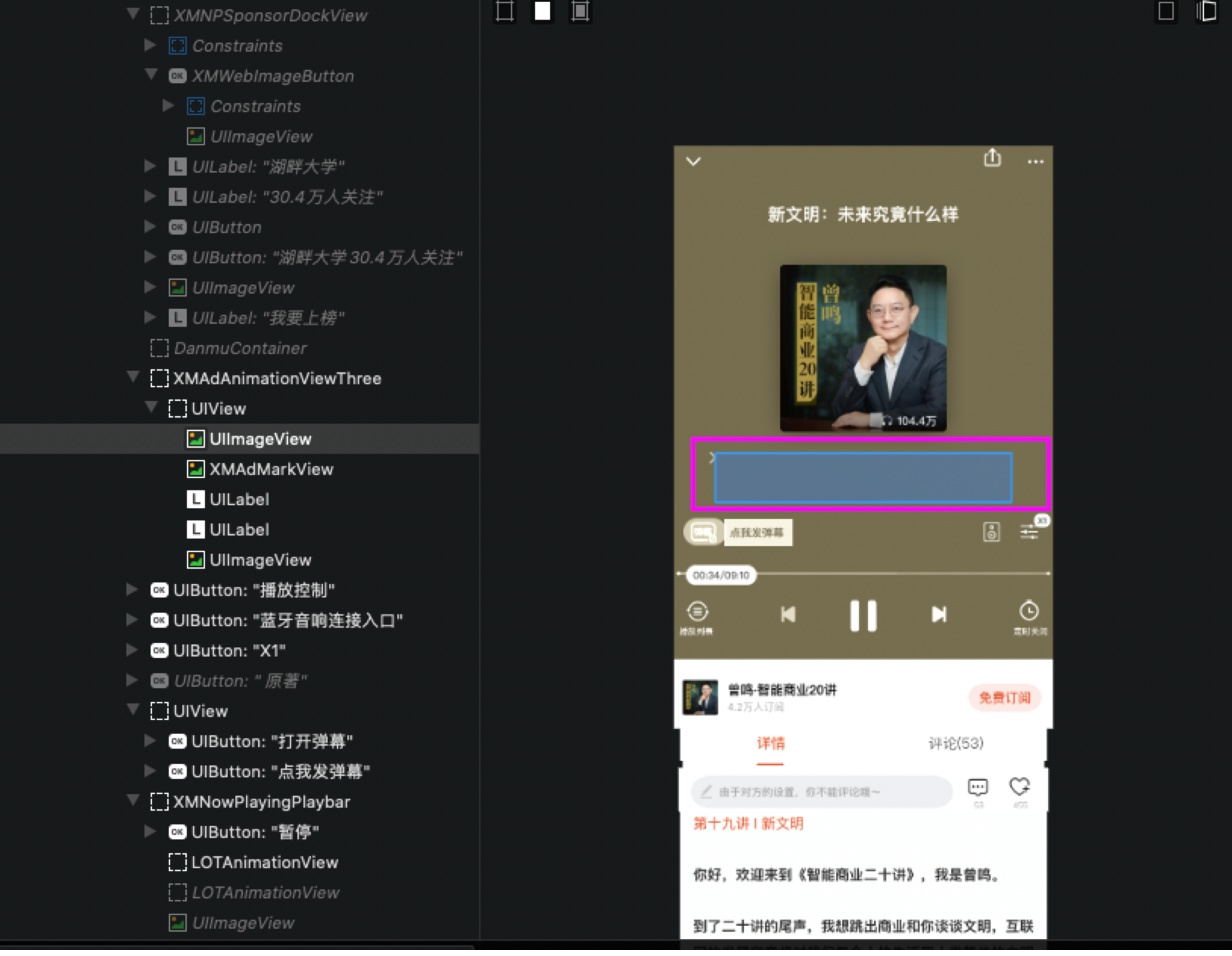 XMNPSponsorDockView
Constraints
XMWebImageButton
Constraints
UIImageView
UILabel: "湖畔大学"
UILabel: "30.4万人关注"
UIButton
UIButton: "湖畔大学 30.4万人关注"
UIImageView
UILabel: "我要上榜"
DanmuContainer
XMAdAnimationViewThree
UIView
UIImageView
XMAdMarkView
UILabel
UILabel
UIImageView
UIButton: "播放控制"
UIButton: "蓝牙音响连接入口"
UIButton: "X1"
UIButton: " 原著"
UIView
UIButton: "打开弹幕"
UIButton: "点我发弹幕"
XMNowPlayingPlaybar
UIButton: "暂停"
LOTAnimationView
LOTAnimationView
UIImageView
新文明：未来究竟什么样
曾鸣
智能商业20讲
104.4万
点我发弹幕
X1
00:34/09:10
播放列表
定时关闭
曾鸣·智能商业20讲
4.2万人订阅
免费订阅
详情
评论(53)
由于对方的设置，你不能评论哦～
53
495
第十九讲 | 新文明
你好，欢迎来到《智能商业二十讲》，我是曾鸣。
到了二十讲的尾声，我想跳出商业和你谈谈文明，互联